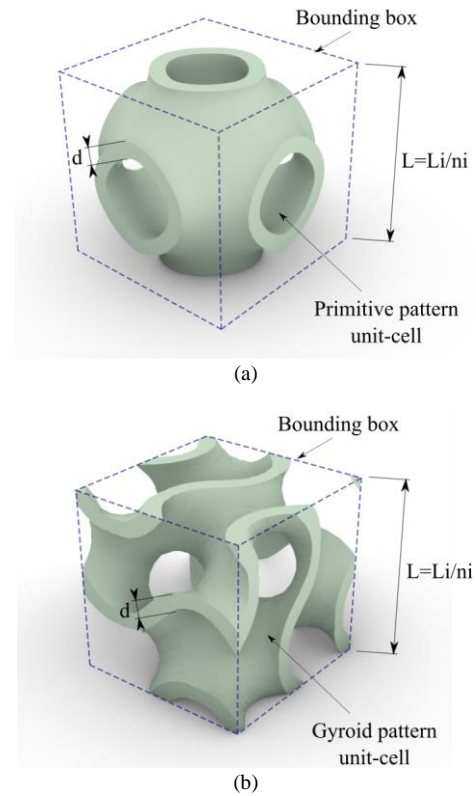 Bounding box
d
L=Li/ni
Primitive pattern
unit-cell
(a)
Bounding box
L=Li/ni
d
Gyroid pattern
unit-cell
(b)